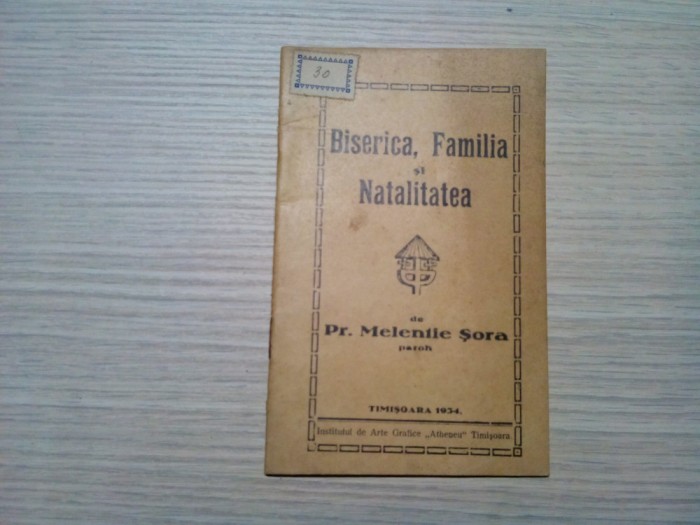 30
Biserica, Familia
și
Natalitatea
de
Pr. Melentie Șora
paroh
TIMIȘOARA 1934.
Institutul de Arte Grafice „Atheneu" Timișoara